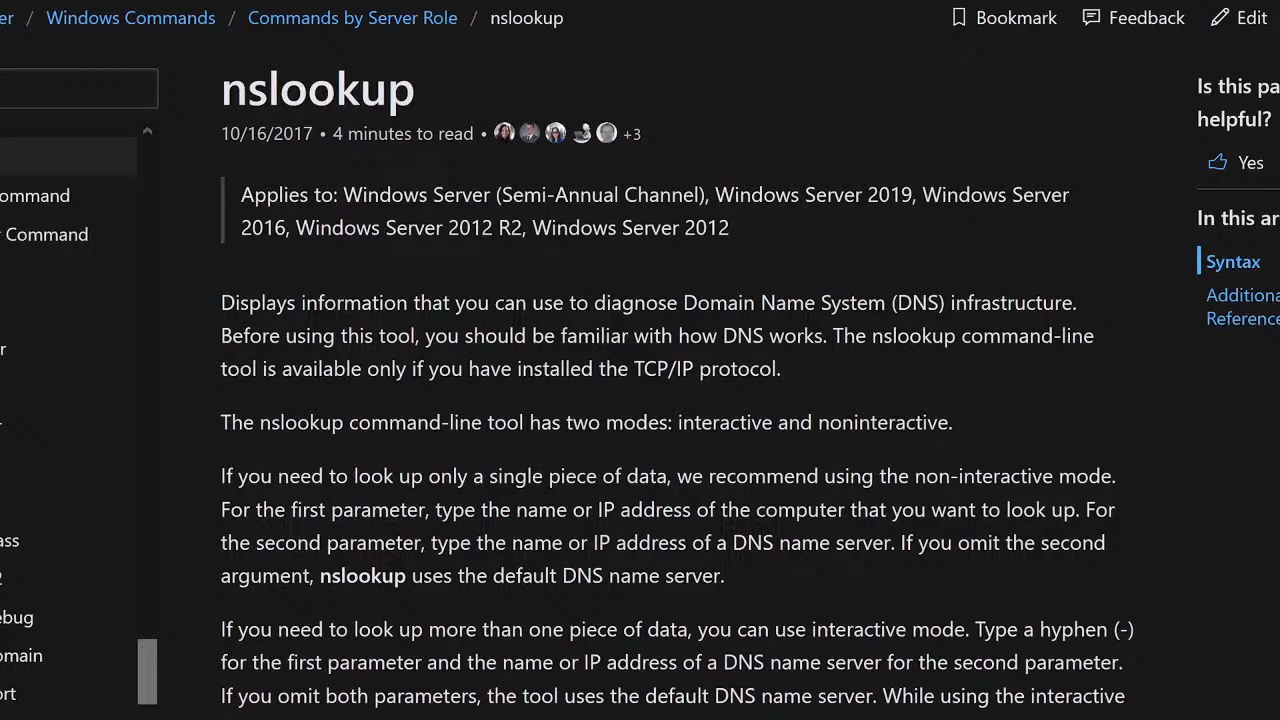 er / Windows Commands / Commands by Server Role / nslookup
Bookmark Feedback Edit
nslookup
10/16/2017 • 4 minutes to read • +3
Applies to: Windows Server (Semi-Annual Channel), Windows Server 2019, Windows Server
2016, Windows Server 2012 R2, Windows Server 2012
Displays information that you can use to diagnose Domain Name System (DNS) infrastructure.
Before using this tool, you should be familiar with how DNS works. The nslookup command-line
tool is available only if you have installed the TCP/IP protocol.
The nslookup command-line tool has two modes: interactive and noninteractive.
If you need to look up only a single piece of data, we recommend using the non-interactive mode.
For the first parameter, type the name or IP address of the computer that you want to look up. For
the second parameter, type the name or IP address of a DNS name server. If you omit the second
argument, nslookup uses the default DNS name server.
If you need to look up more than one piece of data, you can use interactive mode. Type a hyphen (-)
for the first parameter and the name or IP address of a DNS name server for the second parameter.
If you omit both parameters, the tool uses the default DNS name server. While using the interactive
ommand
Command
r
ass
2
ebug
omain
ort
Is this pa
helpful?
Yes
In this ar
Syntax
Additiona
Reference